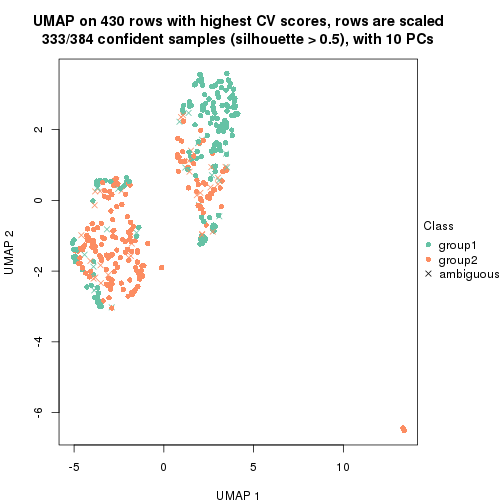 UMAP on 430 rows with highest CV scores, rows are scaled
333/384 confident samples (silhouette > 0.5), with 10 PCs
2
0
-2
-4
-6
UMAP 2
-5
0
5
10
UMAP 1
Class
group1
group2
ambiguous